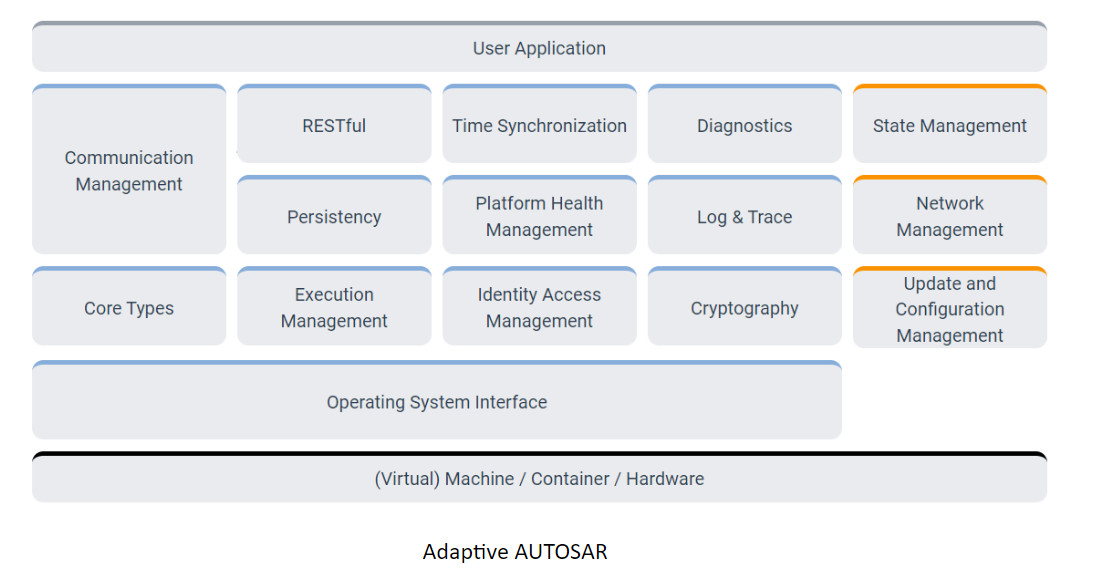 User Application
Communication
Management
RESTful
Time Synchronization
Diagnostics
State Management
Persistency
Platform Health
Management
Log & Trace
Network
Management
Core Types
Execution
Management
Identity Access
Management
Cryptography
Update and
Configuration
Management
Operating System Interface
(Virtual) Machine / Container / Hardware
Adaptive AUTOSAR